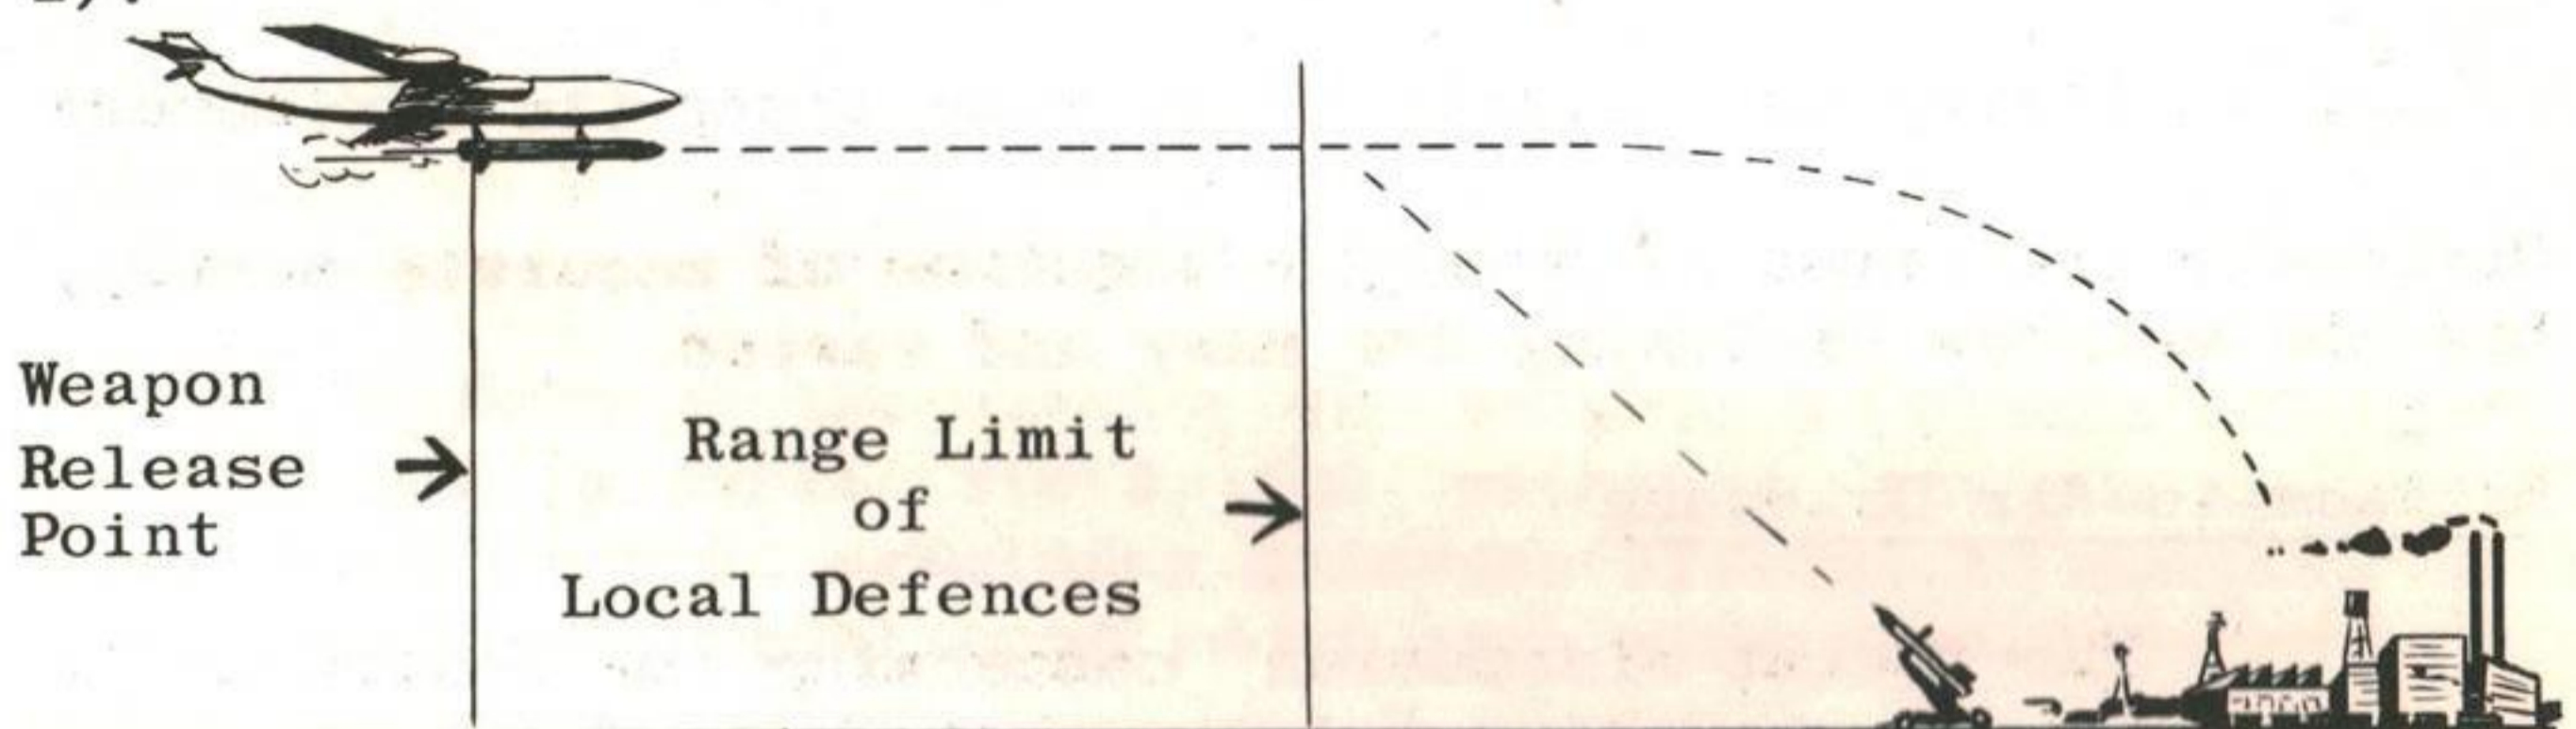 Weapon
Release
Point
Range Limit
of
Local Defences